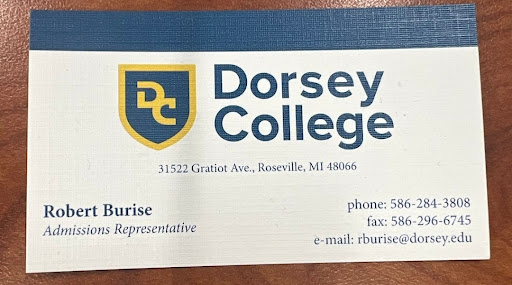 DC
Dorsey
College
31522 Gratiot Ave., Roseville, MI 48066
Robert Burise
Admissions Representative
phone: 586-284-3808
fax: 586-296-6745
e-mail: rburise@dorsey.edu